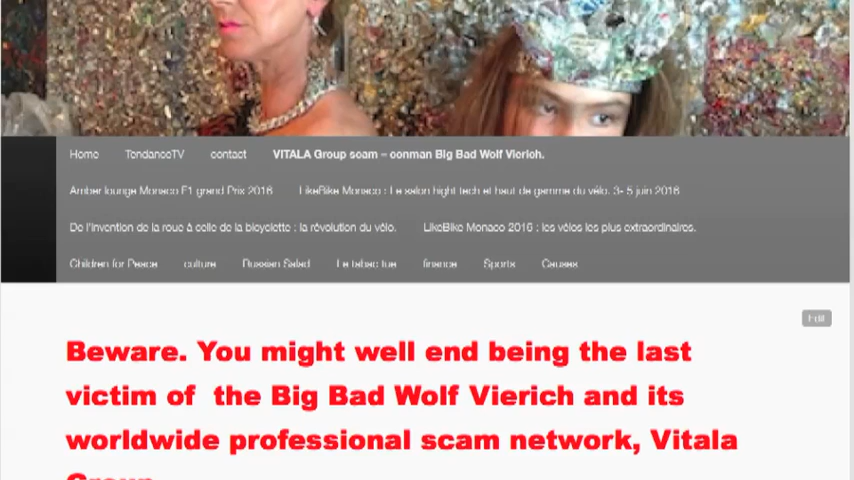 Home TendanceTV contact VITALA Group scam – conman Big Bad Wolf Vierich.
Amber lounge Monaco F1 grand Prix 2016 LikeBike Monaco : Le salon hight tech et haut de gamme du vélo. 3- 5 juin 2016
De l'invention de la roue à celle de la bicyclette : la révolution du vélo. LikeBike Monaco 2016 : les vélos les plus extraordinaires.
Children for Peace culture Russian Salad Le tabac tue finance Sports Causes
Edit
Beware. You might well end being the last
victim of the Big Bad Wolf Vierich and its
worldwide professional scam network, Vitala
Group